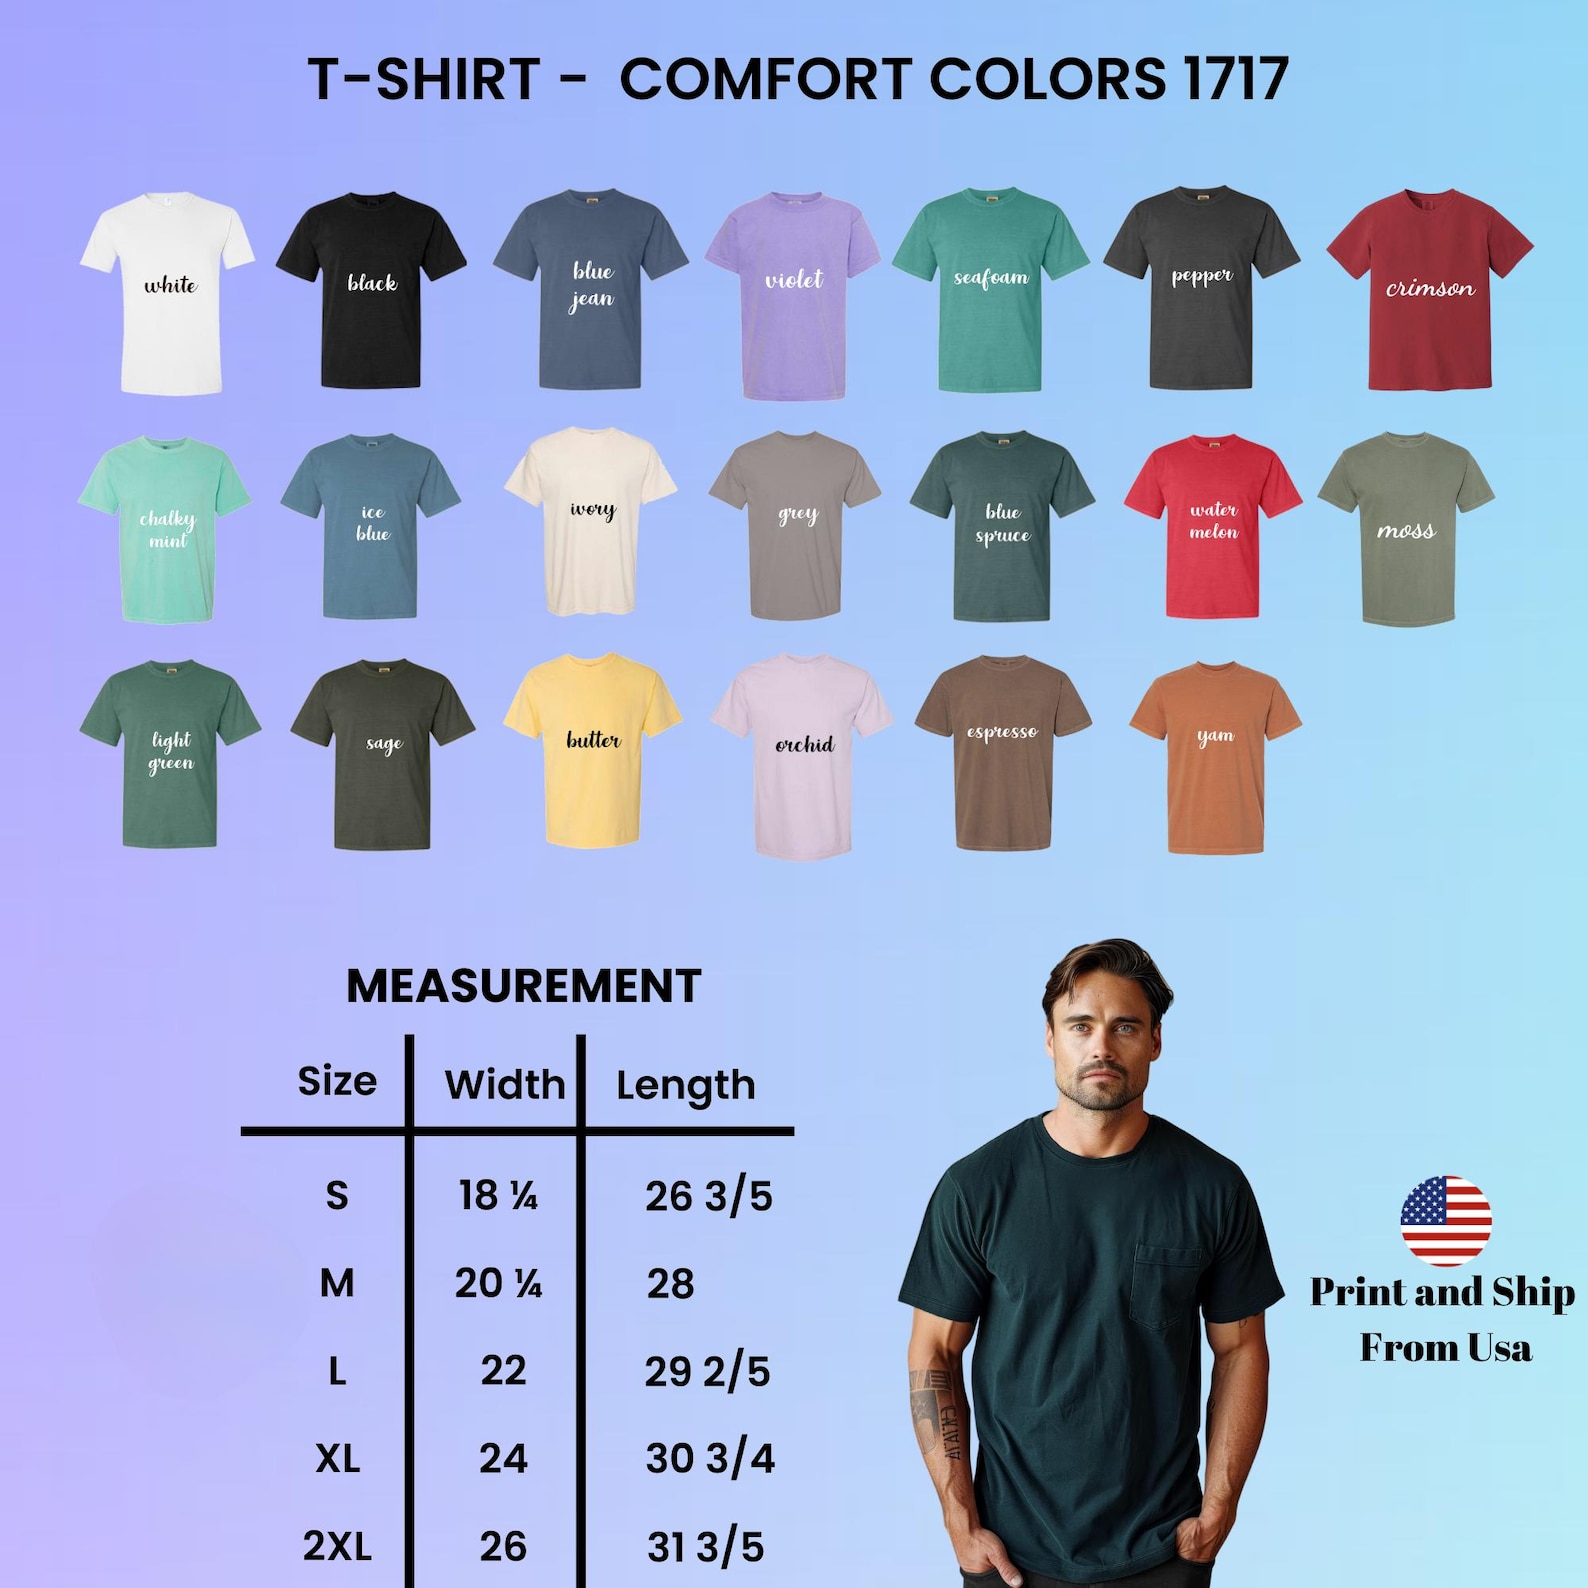 T-SHIRT - COMFORT COLORS 1717
white
black
blue
jean
violet
seafoam
pepper
crimson
chalky
mint
ice
blue
ivory
grey
blue
spruce
water
melon
moss
light
green
sage
butter
orchid
espresso
yam
MEASUREMENT
Size Width Length
S 18 ¼ 26 3/5
M 20 ¼ 28
L 22 29 2/5
XL 24 30 3/4
2XL 26 31 3/5
Print and Ship
From Usa